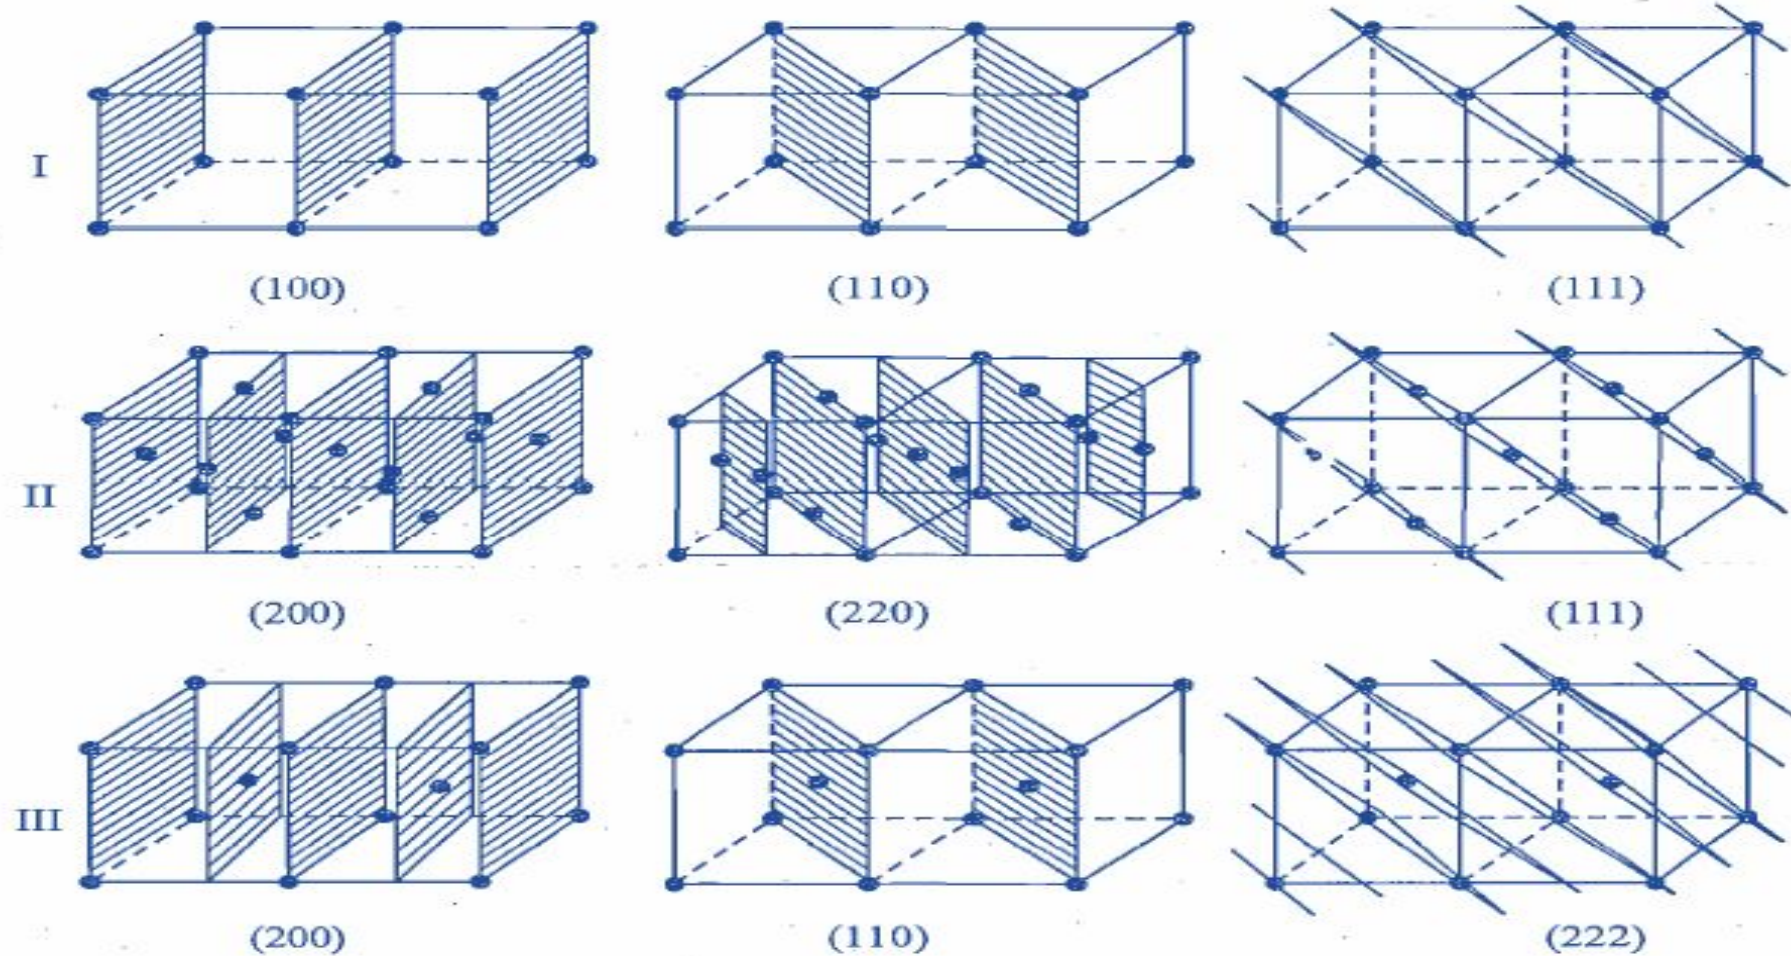 I
(100) (110) (111)
II
(200) (220) (111)
III
(200) (110) (222)